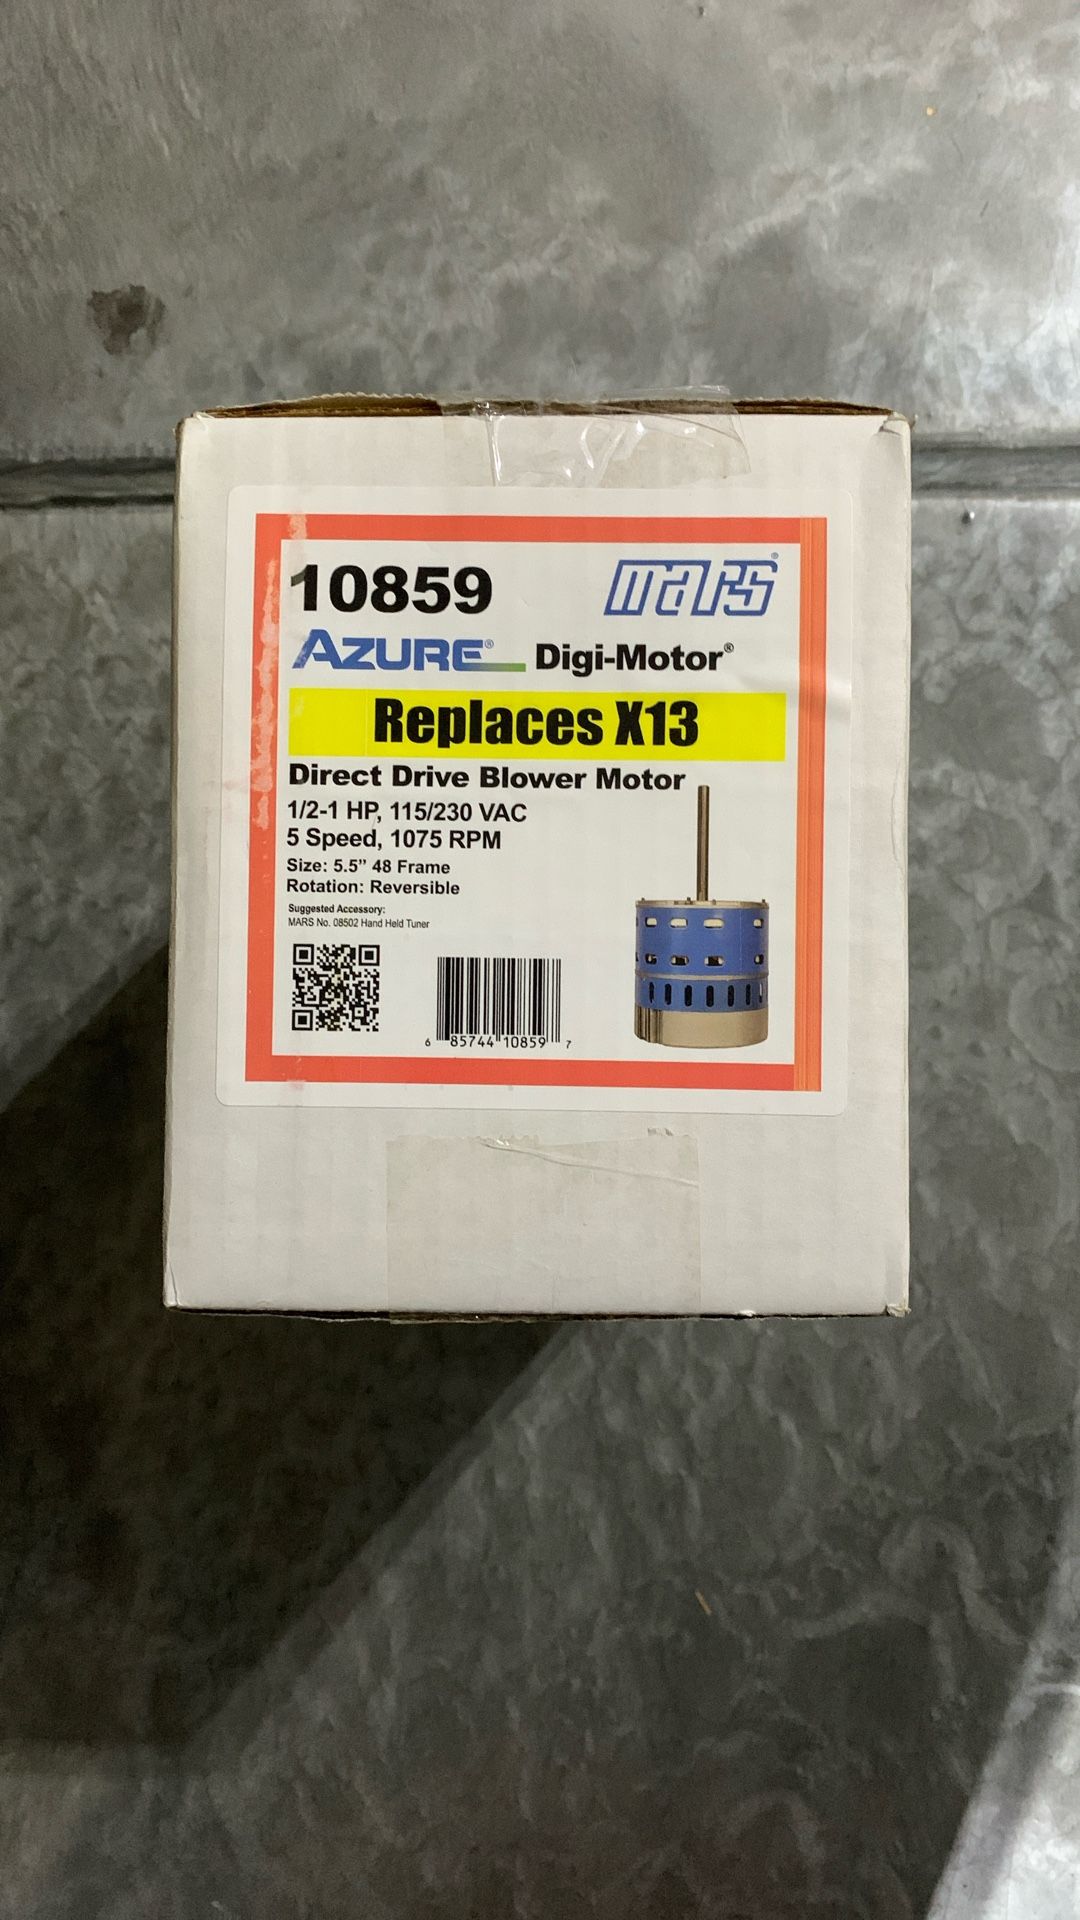 10859 mars®
AZURE® Digi-Motor®
Replaces X13
Direct Drive Blower Motor
1/2-1 HP, 115/230 VAC
5 Speed, 1075 RPM
Size: 5.5" 48 Frame
Rotation: Reversible
Suggested Accessory:
MARS No. 08502 Hand Held Tuner
6 85744 10859 7